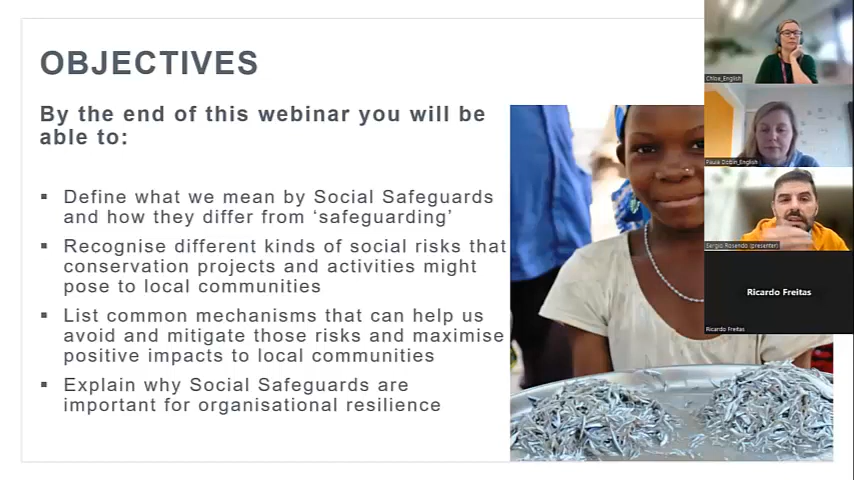 OBJECTIVES
By the end of this webinar you will be
able to:
▪ Define what we mean by Social Safeguards
and how they differ from ‘safeguarding’
▪ Recognise different kinds of social risks that
conservation projects and activities might
pose to local communities
▪ List common mechanisms that can help us
avoid and mitigate those risks and maximise
positive impacts to local communities
▪ Explain why Social Safeguards are
important for organisational resilience
Chloe_English
Paula Dobin_English
Sergio Rosendo (presenter)
Ricardo Freitas
Ricardo Freitas